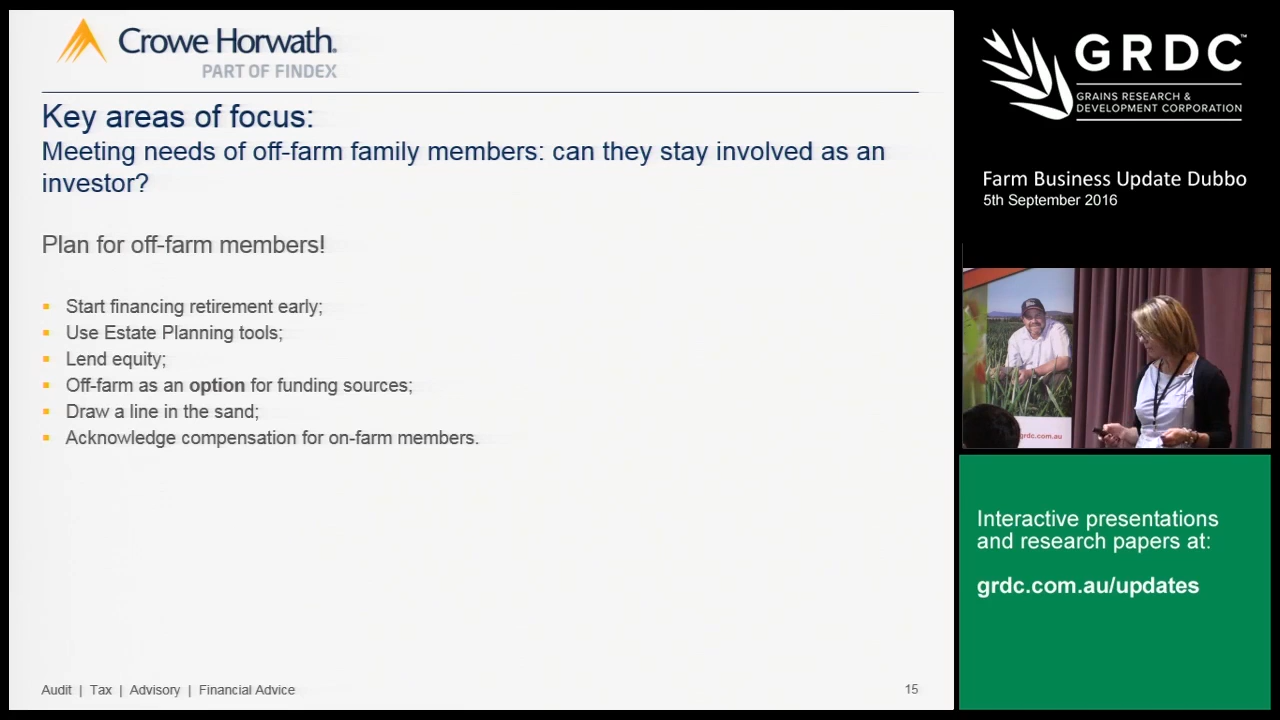 Crowe Horwath.
PART OF FINDEX
Key areas of focus:
Meeting needs of off-farm family members: can they stay involved as an
investor?
Plan for off-farm members!
Start financing retirement early;
Use Estate Planning tools;
Lend equity;
Off-farm as an option for funding sources;
Draw a line in the sand;
Acknowledge compensation for on-farm members.
Audit | Tax | Advisory | Financial Advice
15
GRDC™
GRAINS RESEARCH &
DEVELOPMENT CORPORATION
Farm Business Update Dubbo
5th September 2016
grdc.com.au
Interactive presentations
and research papers at:
grdc.com.au/updates